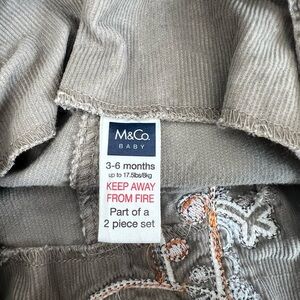 M&Co.
BABY
3-6 months
up to 17.5lbs/8kg
KEEP AWAY
FROM FIRE
Part of a
2 piece set